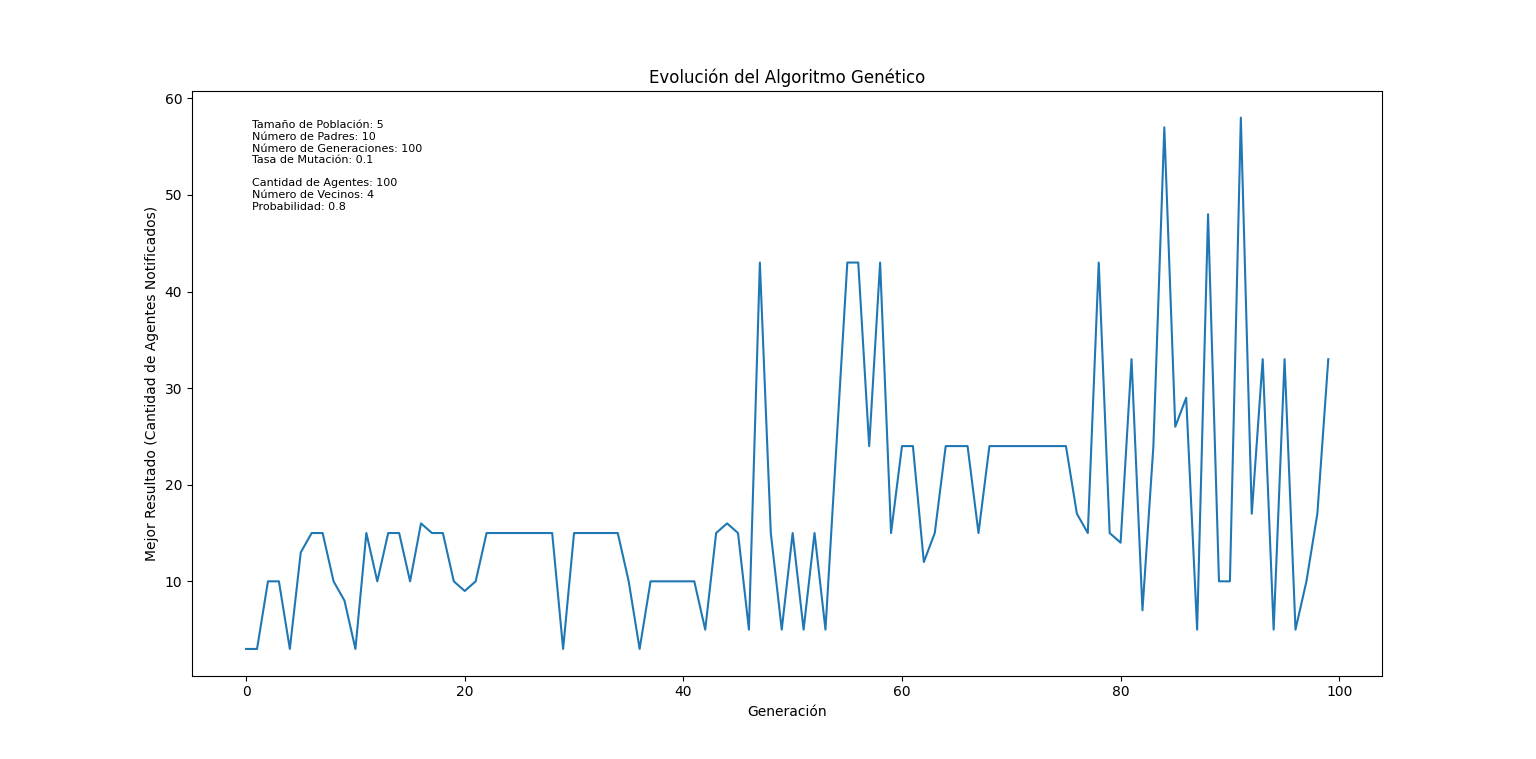 Evolución del Algoritmo Genético
60
50
40
30
20
10
Mejor Resultado (Cantidad de Agentes Notificados)
Tamaño de Población: 5
Número de Padres: 10
Número de Generaciones: 100
Tasa de Mutación: 0.1
Cantidad de Agentes: 100
Número de Vecinos: 4
Probabilidad: 0.8
0 20 40 60 80 100
Generación